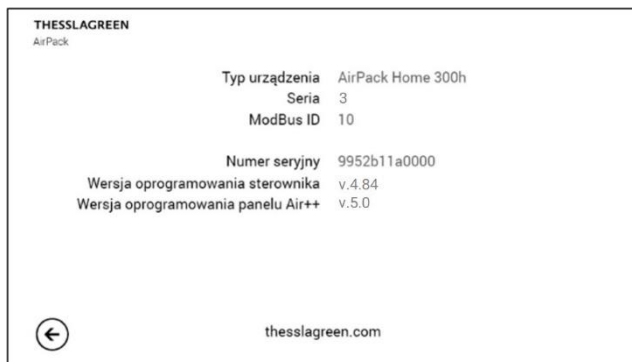 THESSLAGREEN
AirPack
Typ urządzenia AirPack Home 300h
Seria 3
ModBus ID 10
Numer seryjny 9952b11a0000
Wersja oprogramowania sterownika v.4.84
Wersja oprogramowania panelu Air++ v.5.0
thesslagreen.com